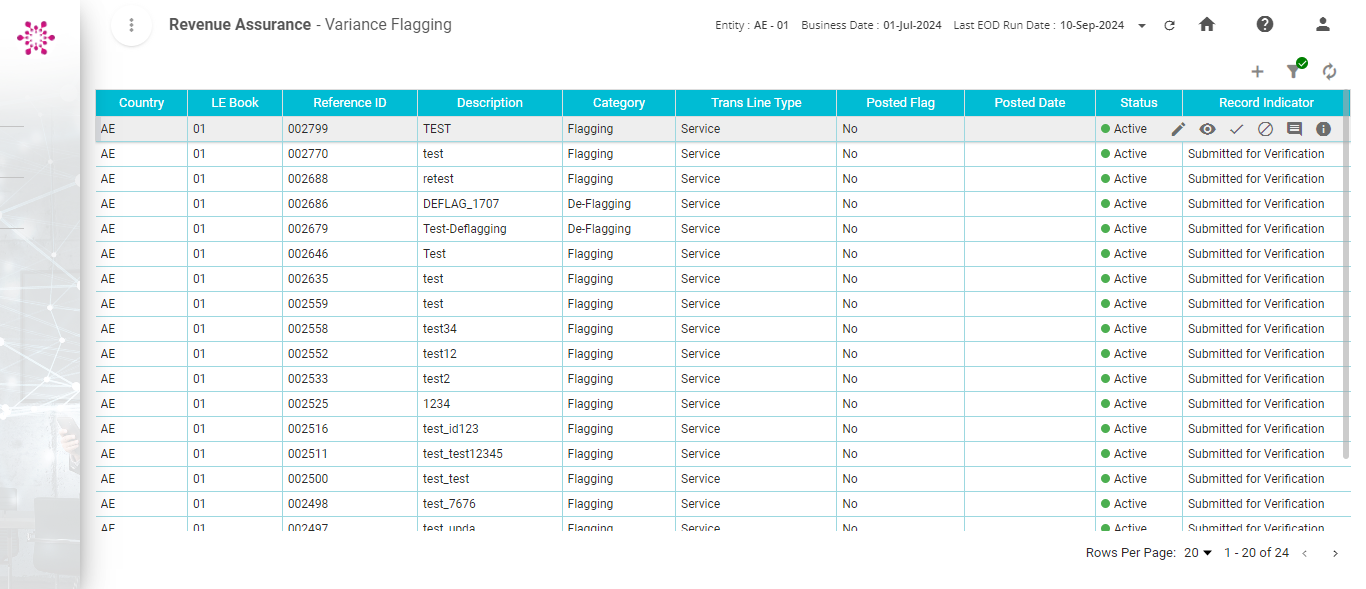 Revenue Assurance - Variance Flagging Entity : AE - 01 Business Date : 01-Jul-2024 Last EOD Run Date : 10-Sep-2024
Country LE Book Reference ID Description Category Trans Line Type Posted Flag Posted Date Status Record Indicator
AE 01 002799 TEST Flagging Service No Active
AE 01 002770 test Flagging Service No Active Submitted for Verification
AE 01 002688 retest Flagging Service No Active Submitted for Verification
AE 01 002686 DEFLAG_1707 De-Flagging Service No Active Submitted for Verification
AE 01 002679 Test-Deflagging De-Flagging Service No Active Submitted for Verification
AE 01 002646 Test Flagging Service No Active Submitted for Verification
AE 01 002635 test Flagging Service No Active Submitted for Verification
AE 01 002559 test Flagging Service No Active Submitted for Verification
AE 01 002558 test34 Flagging Service No Active Submitted for Verification
AE 01 002552 test12 Flagging Service No Active Submitted for Verification
AE 01 002533 test2 Flagging Service No Active Submitted for Verification
AE 01 002525 1234 Flagging Service No Active Submitted for Verification
AE 01 002516 test_id123 Flagging Service No Active Submitted for Verification
AE 01 002511 test_test12345 Flagging Service No Active Submitted for Verification
AE 01 002500 test_test Flagging Service No Active Submitted for Verification
AE 01 002498 test_7676 Flagging Service No Active Submitted for Verification
AE 01 002497 test_upda Flagging Service No Active Submitted for Verification
Rows Per Page: 20 1 - 20 of 24